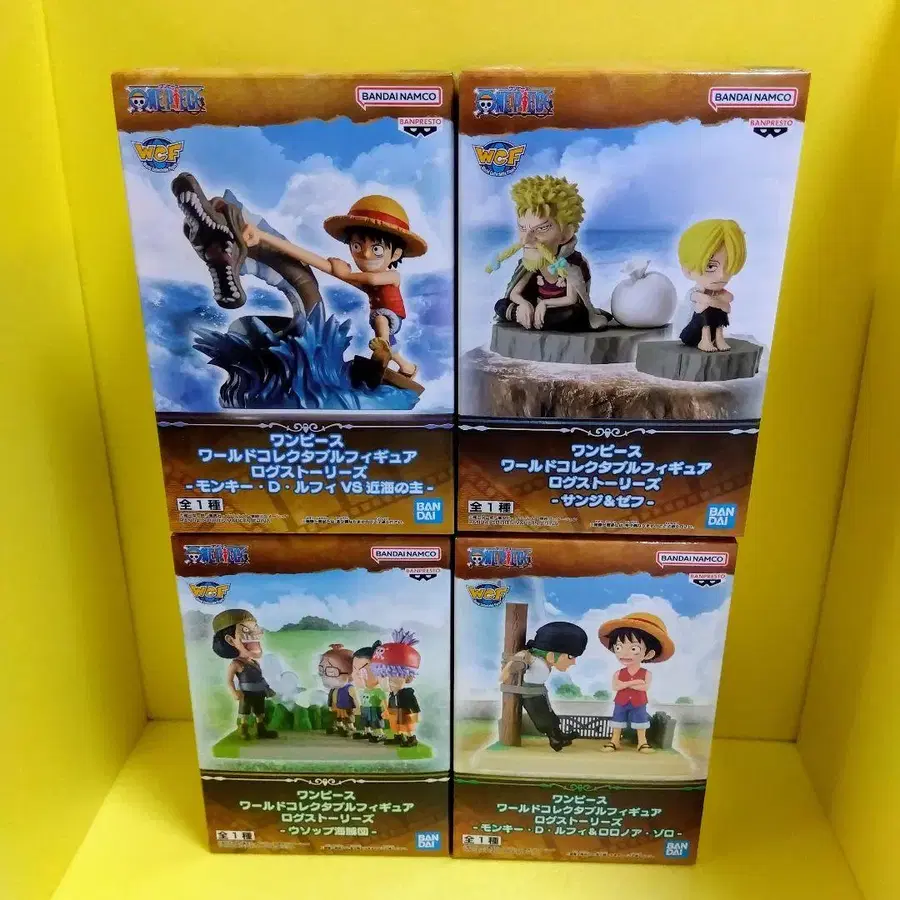 ONE PIECE
BANDAI NAMCO
BANPRESTO
WCF
ワンピース
ワールドコレクタブルフィギュア
ログストーリーズ
- モンキー・D・ルフィ VS 近海の主 -
全1種
BAN
DAI
ONE PIECE
BANDAI NAMCO
BANPRESTO
WCF
ワンピース
ワールドコレクタブルフィギュア
ログストーリーズ
- サンジ&ゼフ -
全1種
BAN
DAI
ONE PIECE
BANDAI NAMCO
BANPRESTO
WCF
ワンピース
ワールドコレクタブルフィギュア
ログストーリーズ
- ウソップ海賊団 -
全1種
BAN
DAI
ONE PIECE
BANDAI NAMCO
BANPRESTO
WCF
ワンピース
ワールドコレクタブルフィギュア
ログストーリーズ
- モンキー・D・ルフィ&ロロノア・ゾロ -
全1種
BAN
DAI